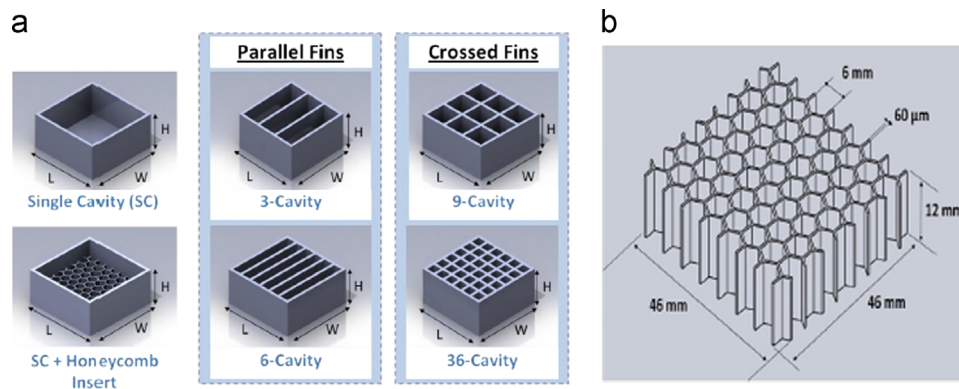 a
Parallel Fins
Crossed Fins
H
L
W
Single Cavity (SC)
H
L
W
3-Cavity
H
L
W
9-Cavity
H
L
W
SC + Honeycomb
Insert
H
L
W
6-Cavity
H
L
W
36-Cavity
b
6 mm
60 µm
12 mm
46 mm
46 mm